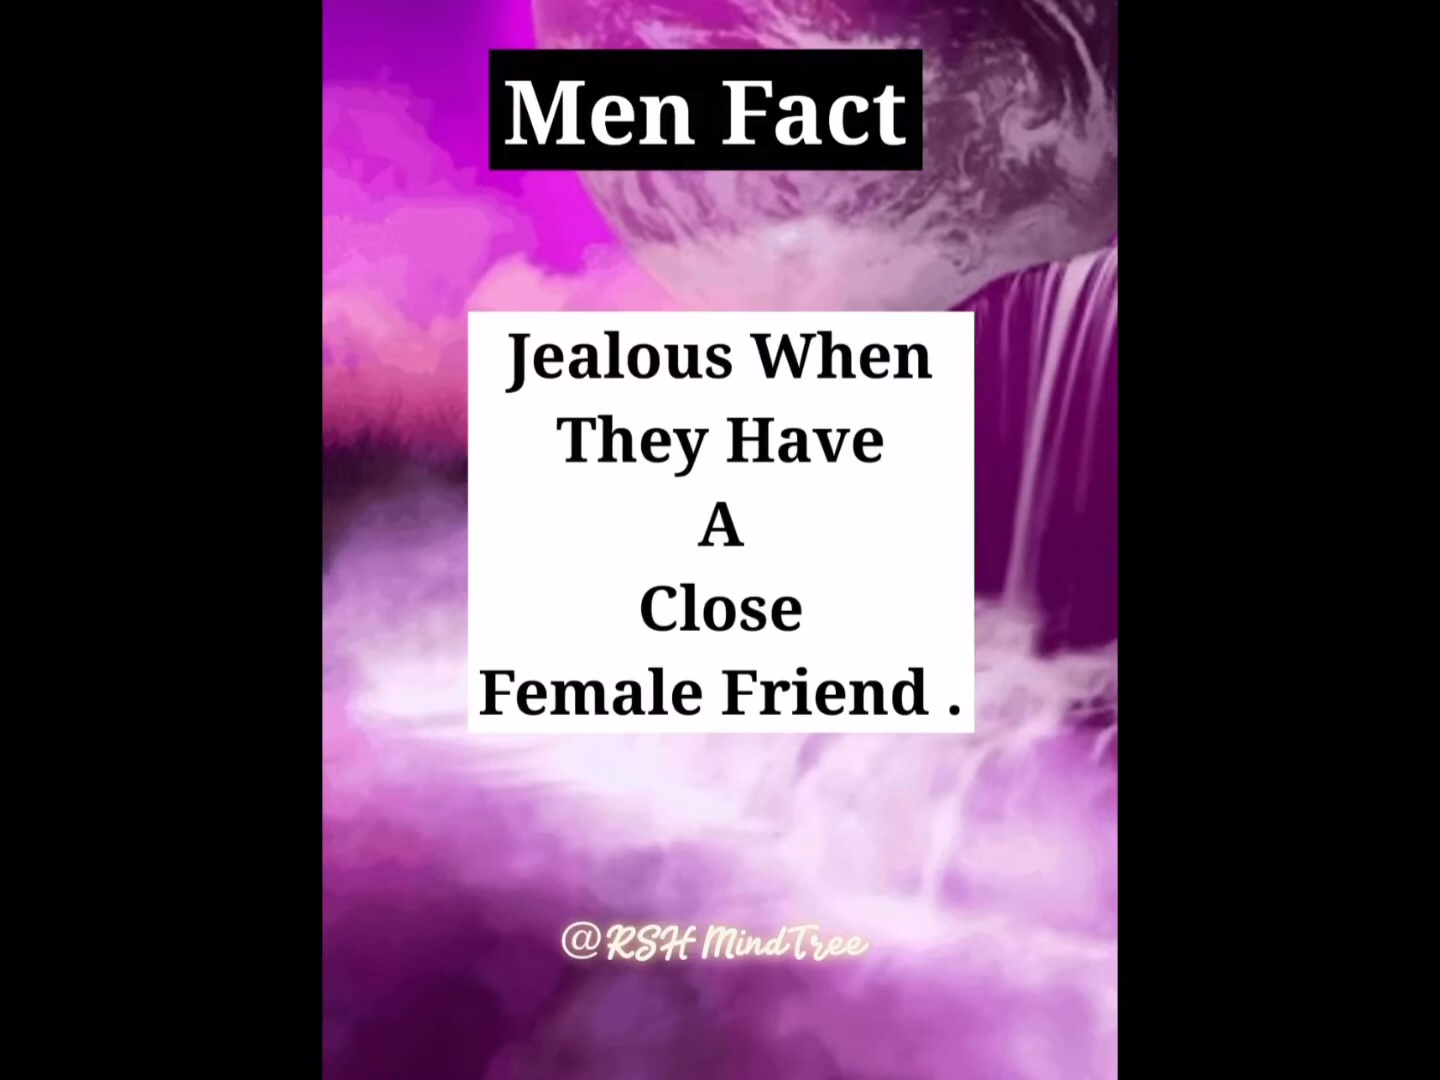 Men Fact
Jealous When
They Have
A
Close
Female Friend .
@RSH MindTree